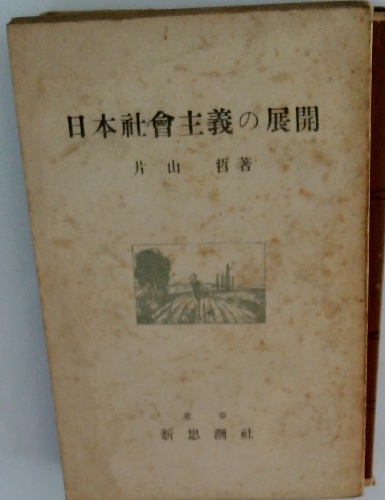 日本社會主義の展開
片山 哲著
東京
新思潮社